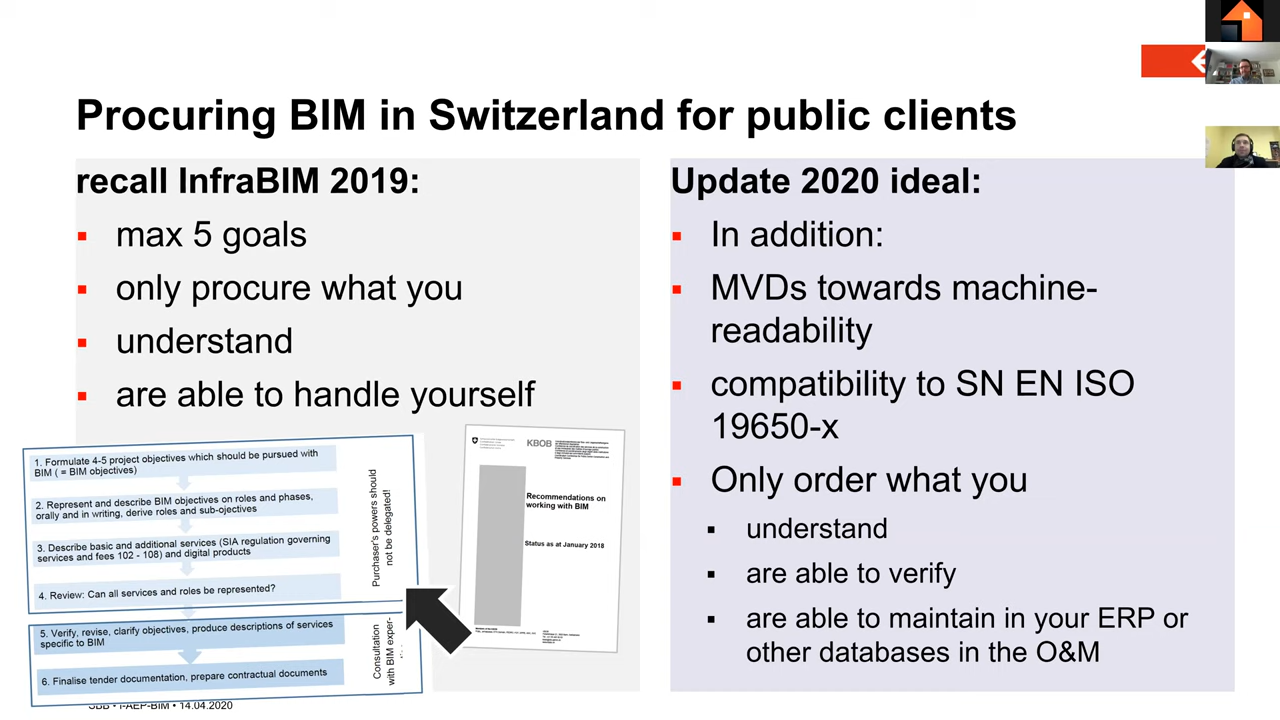 Procuring BIM in Switzerland for public clients
recall InfraBIM 2019:
max 5 goals
only procure what you
understand
are able to handle yourself
1. Formulate 4-5 project objectives which should be pursued with
BIM ( = BIM objectives)
2. Represent and describe BIM objectives on roles and phases,
orally and in writing, derive roles and sub-ojectives
3. Describe basic and additional services (SIA regulation governing
services and fees 102 - 108) and digital products
4. Review: Can all services and roles be represented?
Purchaser's powers should
not be delegated!
5. Verify, revise, clarify objectives, produce descriptions of services
specific to BIM
6. Finalise tender documentation, prepare contractual documents
Consultation
with BIM exper-
KBOB
Recommendations on
working with BIM
Status as at January 2018
Update 2020 ideal:
In addition:
MVDs towards machine-
readability
compatibility to SN EN ISO
19650-x
Only order what you
understand
are able to verify
are able to maintain in your ERP or
other databases in the O&M
SBB • I-AEP-BIM • 14.04.2020